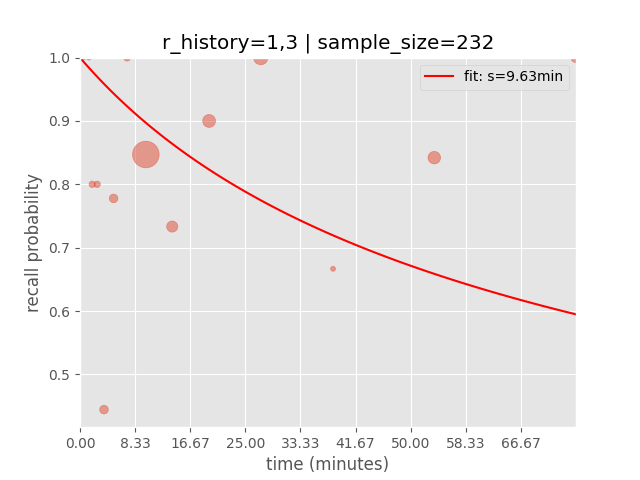 r_history=1,3 | sample_size=232
fit: s=9.63min
1.0
0.9
0.8
0.7
0.6
0.5
recall probability
0.00 8.33 16.67 25.00 33.33 41.67 50.00 58.33 66.67
time (minutes)